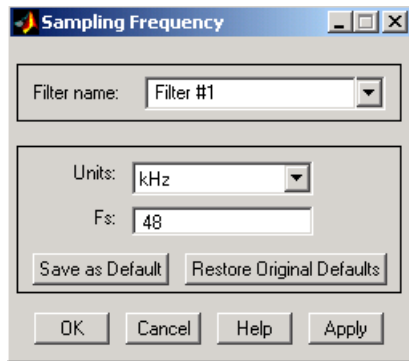 Sampling Frequency
Filter name: Filter #1
Units: kHz
Fs: 48
Save as Default Restore Original Defaults
OK Cancel Help Apply